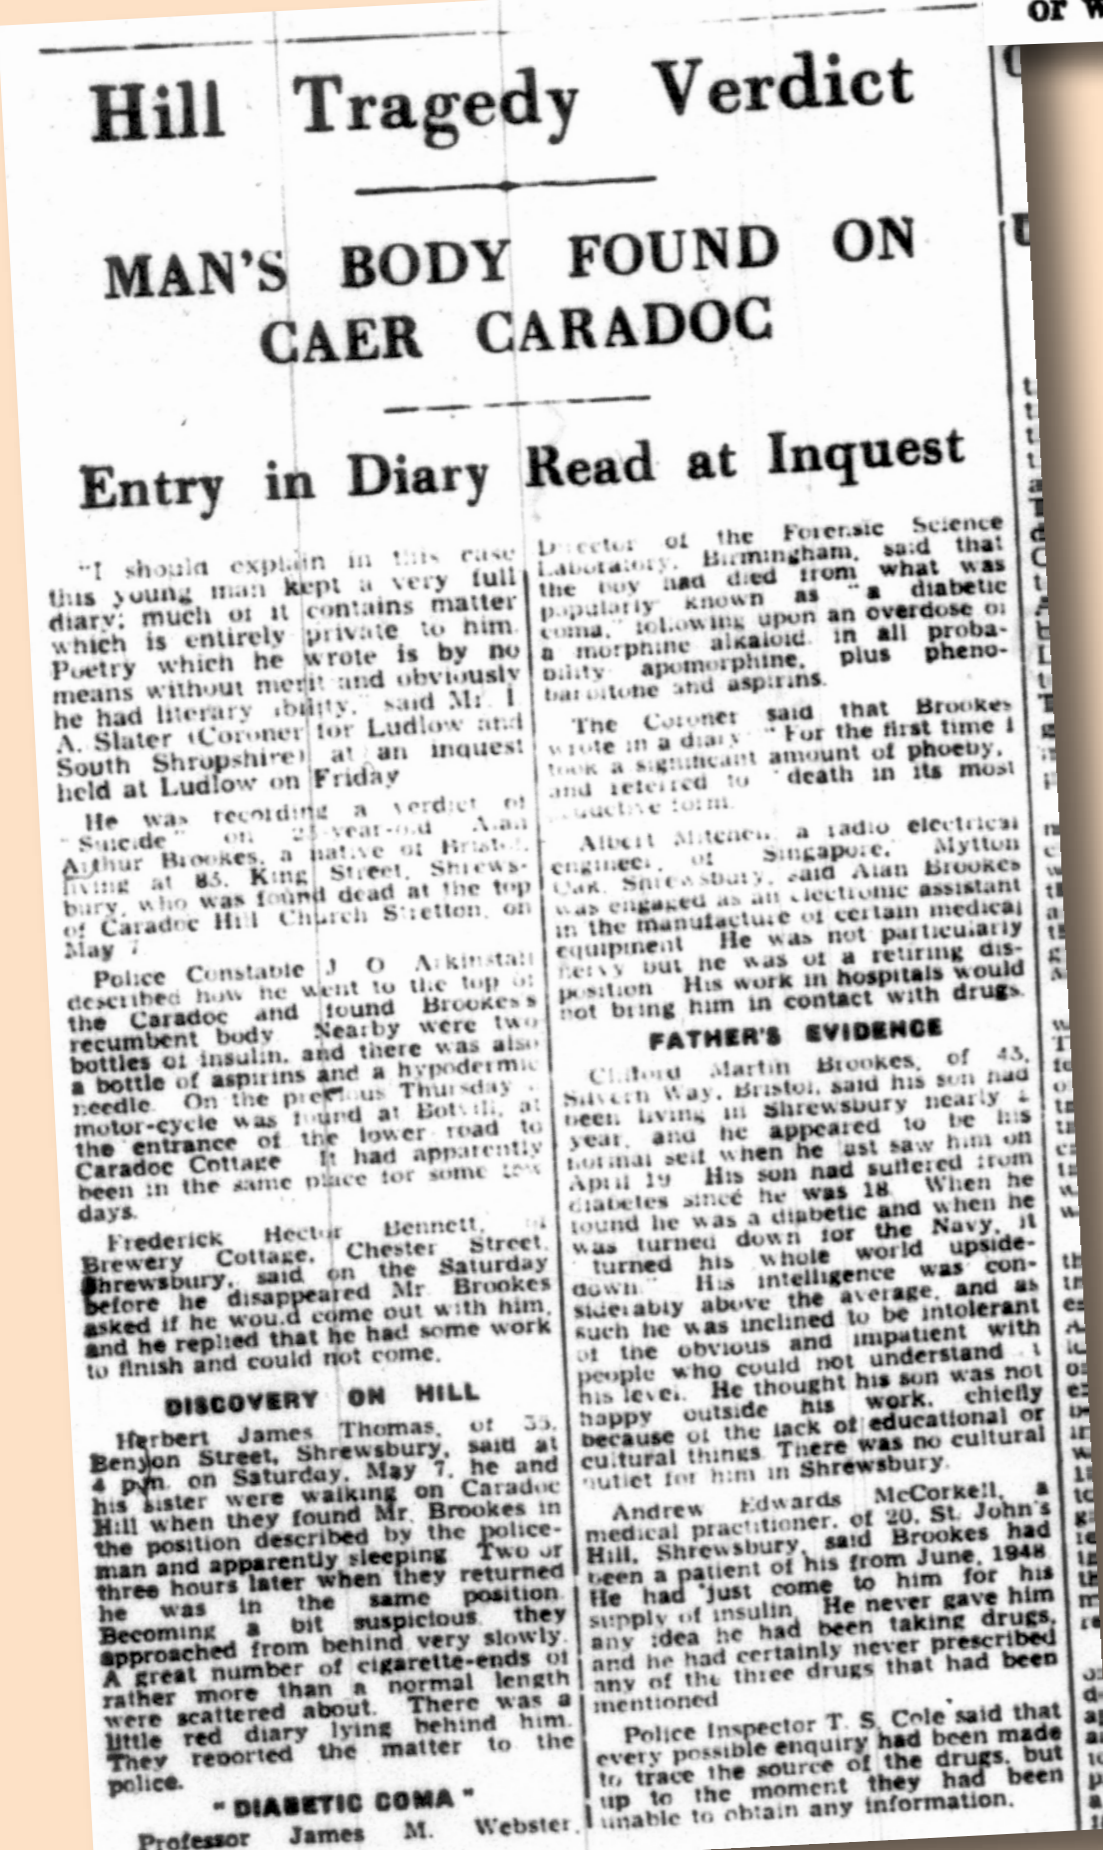 Hill Tragedy Verdict
MAN'S BODY FOUND ON
CAER CARADOC
Entry in Diary Read at Inquest
"I should explain in this case
this young man kept a very full
diary; much of it contains matter
which is entirely private to him.
Poetry which he wrote is by no
means without merit and obviously
he had literary ability," said Mr. I.
A. Slater (Coroner for Ludlow and
South Shropshire) at an inquest
held at Ludlow on Friday
He was recording a verdict of
"Suicide" on Alan
Arthur Brookes, a native of Bristol,
living at 83, King Street, Shrews-
bury, who was found dead at the top
of Caradoc Hill Church Stretton, on
May 7
Police Constable J O Arkinstall
described how he went to the top of
the Caradoc and found Brookes's
recumbent body Nearby were two
bottles of insulin, and there was also
a bottle of aspirins and a hypodermic
needle. On the previous Thursday
motor-cycle was found at Botvill, at
the entrance of the lower road to
Caradoc Cottage It had apparently
been in the same place for some few
days.
Frederick Hector Bennett, of
Brewery Cottage, Chester Street,
Shrewsbury, said on the Saturday
before he disappeared Mr. Brookes
asked if he would come out with him,
and he replied that he had some work
to finish and could not come.
DISCOVERY ON HILL
Herbert James Thomas, of 35,
Benyon Street, Shrewsbury, said at
4 p.m. on Saturday, May 7, he and
his sister were walking on Caradoc
Hill when they found Mr. Brookes in
the position described by the police-
man and apparently sleeping Two or
three hours later when they returned
he was in the same position.
Becoming a bit suspicious, they
approached from behind very slowly.
A great number of cigarette-ends of
rather more than a normal length
were scattered about. There was a
little red diary lying behind him.
They reported the matter to the
police.
"DIABETIC COMA"
Professor James M. Webster,
Director of the Forensic Science
Laboratory, Birmingham, said that
the boy had died from what was
popularly known as "a diabetic
coma," following upon an overdose of
a morphine alkaloid, in all proba-
bility apomorphine, plus pheno-
barbitone and aspirins.
The Coroner said that Brookes
wrote in a diary "For the first time I
took a significant amount of phoeby,
and referred to "death in its most
seductive form.
Albert Mitchell, a radio electrical
engineer, of "Singapore," Mytton
Oak, Shrewsbury, said Alan Brookes
was engaged as an electronic assistant
in the manufacture of certain medical
equipment He was not particularly
nervy but he was of a retiring dis-
position His work in hospitals would
not bring him in contact with drugs.
FATHER'S EVIDENCE
Clifford Martin Brookes, of 43,
Way, Bristol, said his son had
been living in Shrewsbury nearly a
year, and he appeared to be his
normal self when he last saw him on
April 19 His son had suffered from
diabetes since he was 18. When he
found he was a diabetic and when he
was turned down for the Navy, it
"turned his whole world upside-
down." His intelligence was con-
siderably above the average, and as
such he was inclined to be intolerant
of the obvious and impatient with
people who could not understand at
his level. He thought his son was not
happy outside his work, chiefly
because of the lack of educational or
cultural things There was no cultural
outlet for him in Shrewsbury.
Andrew Edwards McCorkell, a
medical practitioner, of 20, St. John's
Hill, Shrewsbury, said Brookes had
been a patient of his from June, 1948
He had just come to him for his
supply of insulin. He never gave him
any idea he had been taking drugs,
and he had certainly never prescribed
any of the three drugs that had been
mentioned
Police Inspector T. S. Cole said that
every possible enquiry had been made
to trace the source of the drugs, but
up to the moment they had been
unable to obtain any information.
or